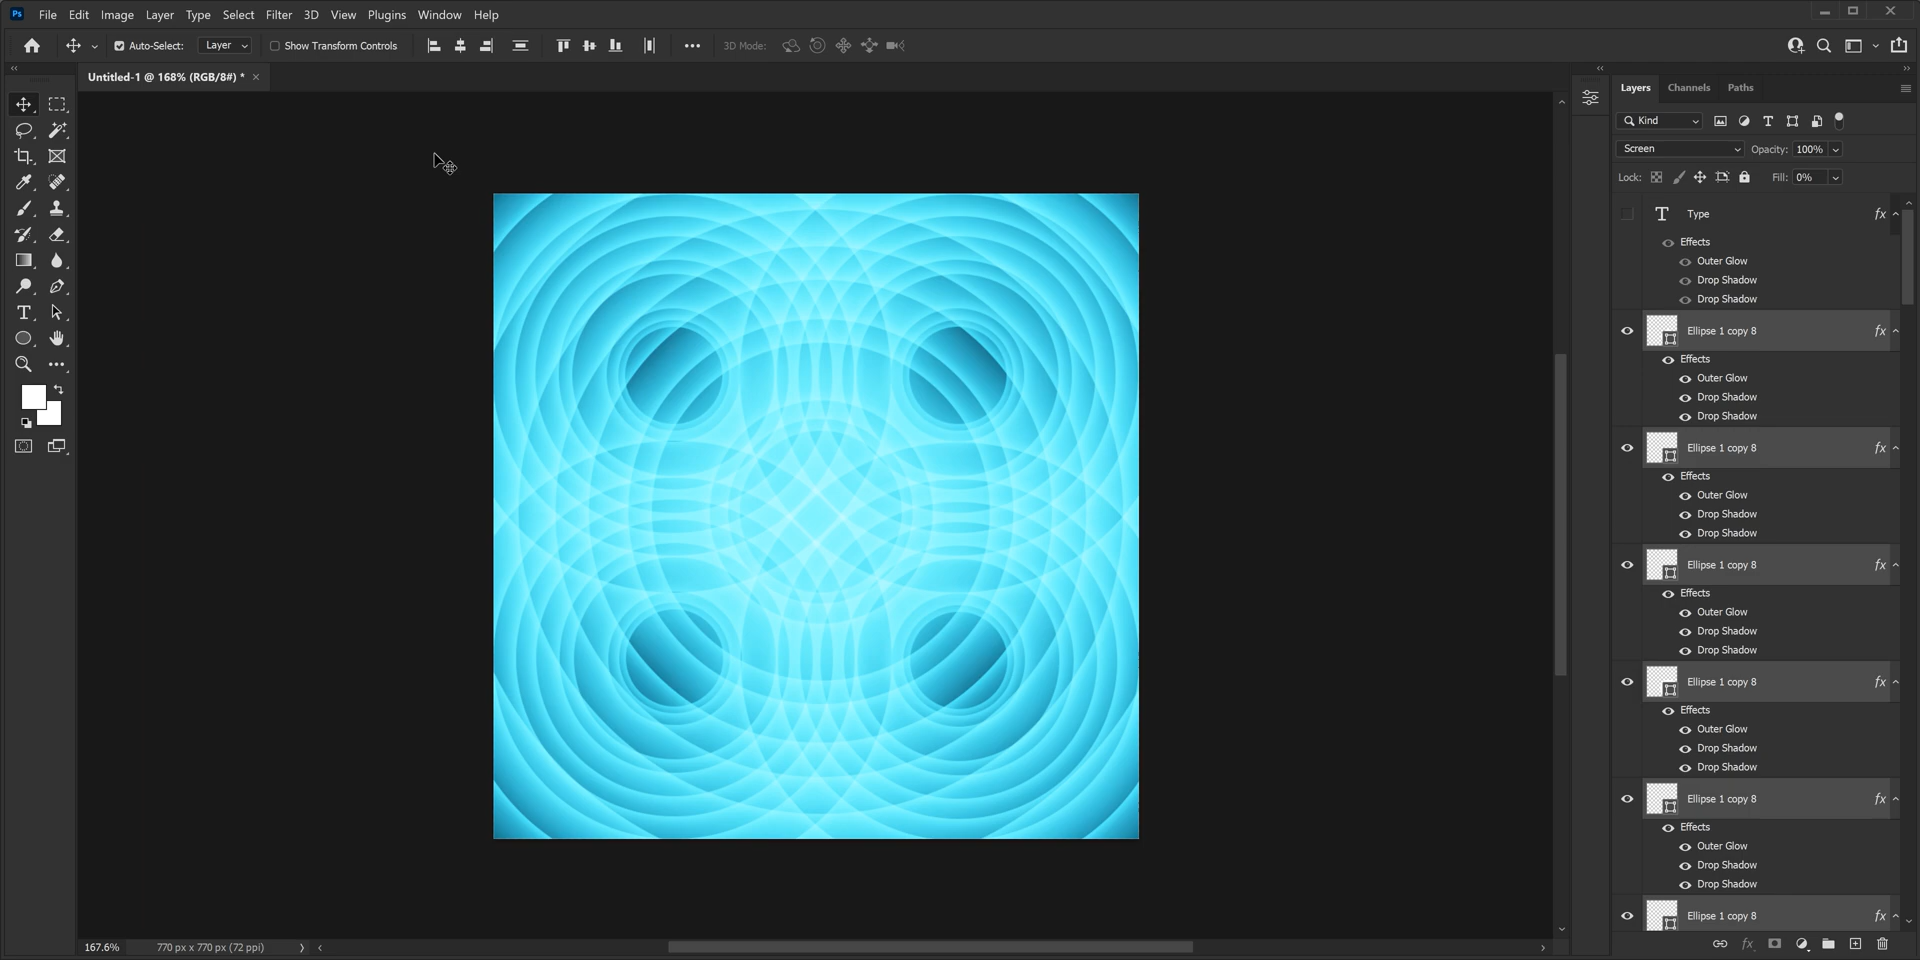 Ps File Edit Image Layer Type Select Filter 3D View Plugins Window Help
Auto-Select: Layer Show Transform Controls 3D Mode:
Untitled-1 @ 168% (RGB/8#) *
Layers Channels Paths
Kind
Screen Opacity: 100%
Lock: Fill: 0%
T Type fx
Effects
Outer Glow
Drop Shadow
Drop Shadow
Ellipse 1 copy 8 fx
Effects
Outer Glow
Drop Shadow
Drop Shadow
Ellipse 1 copy 8 fx
Effects
Outer Glow
Drop Shadow
Drop Shadow
Ellipse 1 copy 8 fx
Effects
Outer Glow
Drop Shadow
Drop Shadow
Ellipse 1 copy 8 fx
Effects
Outer Glow
Drop Shadow
Drop Shadow
Ellipse 1 copy 8 fx
Effects
Outer Glow
Drop Shadow
Drop Shadow
Ellipse 1 copy 8 fx
167.6% 770 px x 770 px (72 ppi) fx